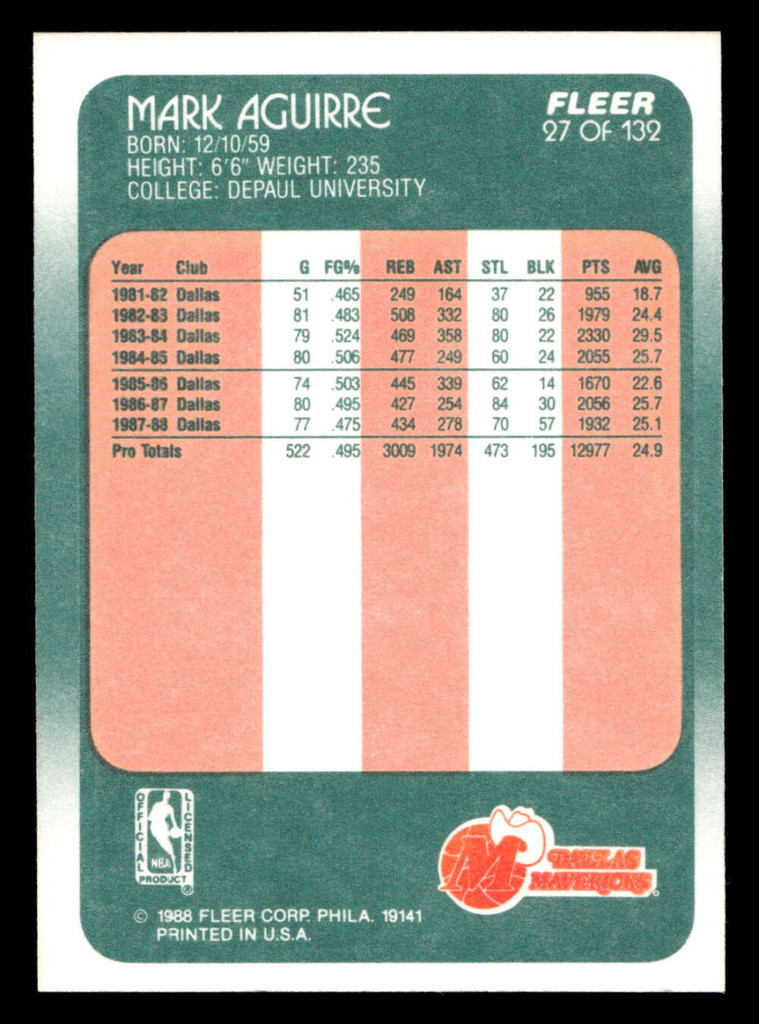 MARK AGUIRRE
BORN: 12/10/59
HEIGHT: 6'6" WEIGHT: 235
COLLEGE: DEPAUL UNIVERSITY
FLEER
27 OF 132
Year Club G FG% REB AST STL BLK PTS AVG
1981-82 Dallas 51 .465 249 164 37 22 955 18.7
1982-83 Dallas 81 .483 508 332 80 26 1979 24.4
1983-84 Dallas 79 .524 469 358 80 22 2330 29.5
1984-85 Dallas 80 .506 477 249 60 24 2055 25.7
1985-86 Dallas 74 .503 445 339 62 14 1670 22.6
1986-87 Dallas 80 .495 427 254 84 30 2056 25.7
1987-88 Dallas 77 .475 434 278 70 57 1932 25.1
Pro Totals 522 .495 3009 1974 473 195 12977 24.9
OFFICIAL
LICENSED
NBA
PRODUCT ®
M
DALLAS
MAVERICKS
© 1988 FLEER CORP. PHILA. 19141
PRINTED IN U.S.A.